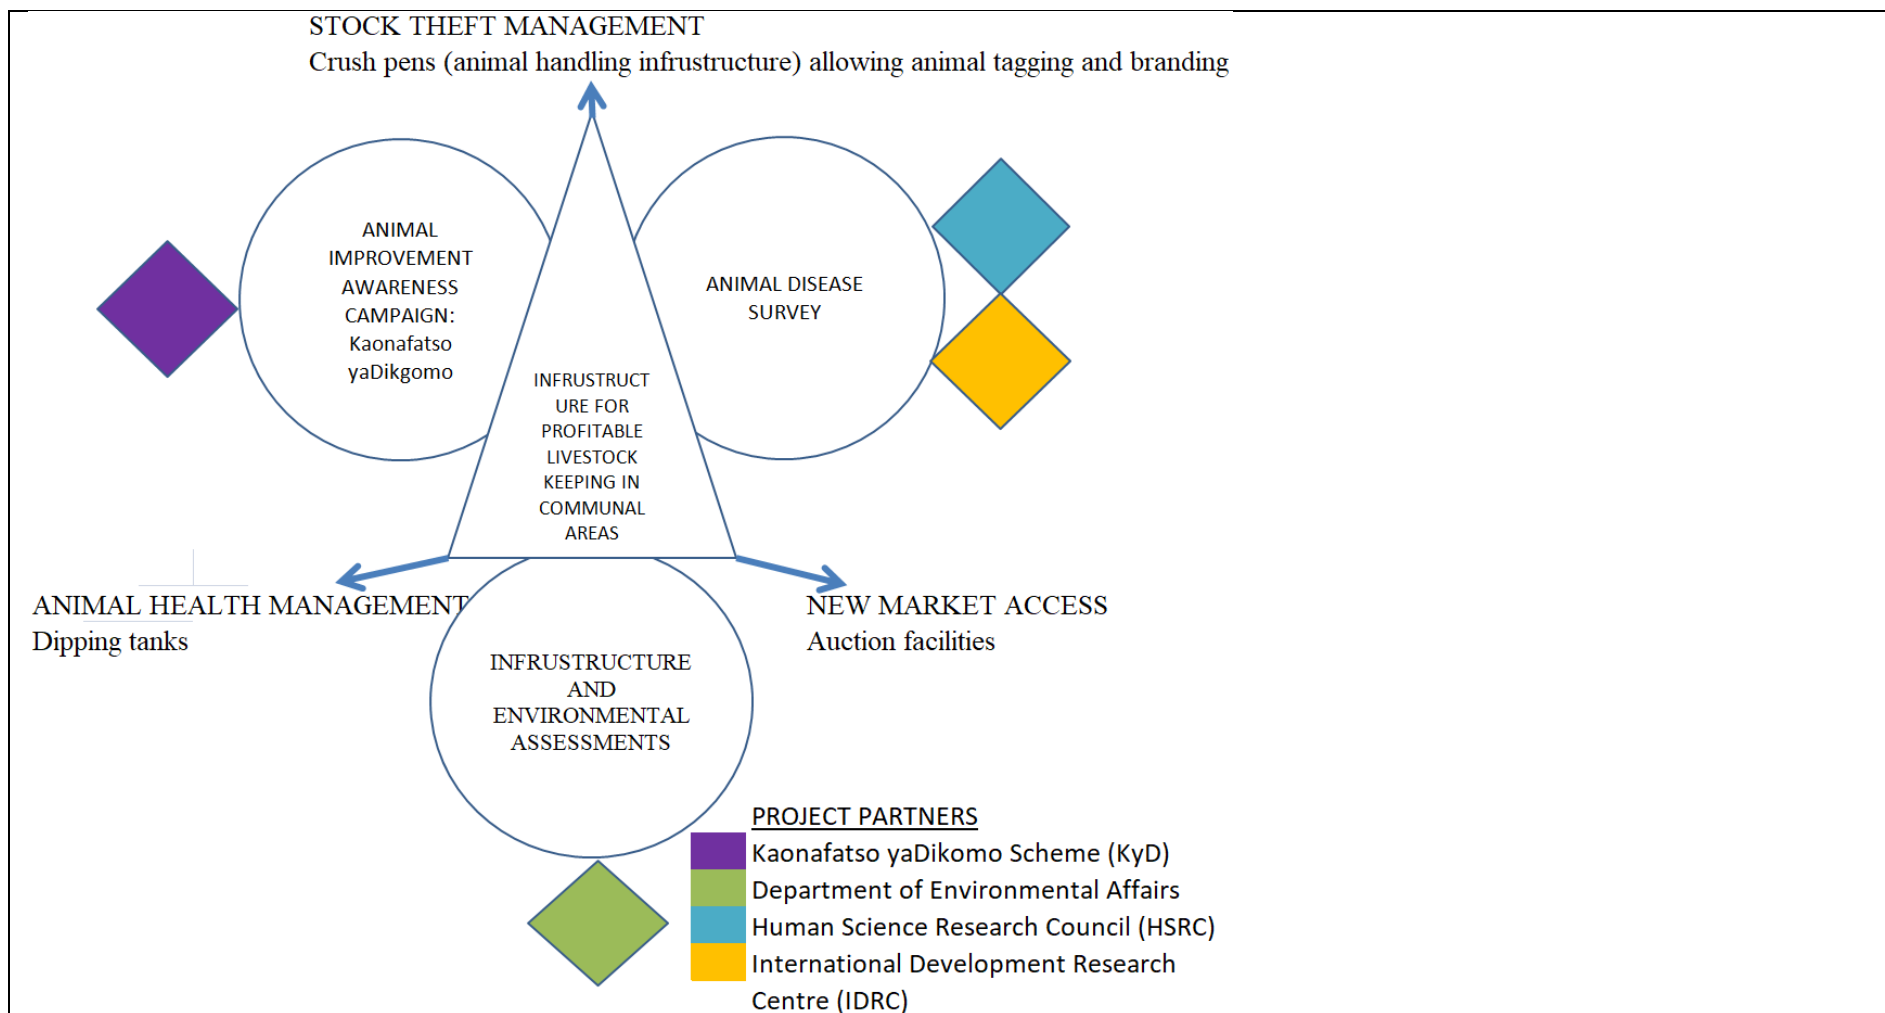 STOCK THEFT MANAGEMENT
Crush pens (animal handling infrustructure) allowing animal tagging and branding
ANIMAL
IMPROVEMENT
AWARENESS
CAMPAIGN:
Kaonafatso
yaDikgomo
ANIMAL DISEASE
SURVEY
INFRUSTRUCT
URE FOR
PROFITABLE
LIVESTOCK
KEEPING IN
COMMUNAL
AREAS
ANIMAL HEALTH MANAGEMENT
Dipping tanks
NEW MARKET ACCESS
Auction facilities
INFRUSTRUCTURE
AND
ENVIRONMENTAL
ASSESSMENTS
PROJECT PARTNERS
Kaonafatso yaDikomo Scheme (KyD)
Department of Environmental Affairs
Human Science Research Council (HSRC)
International Development Research
Centre (IDRC)